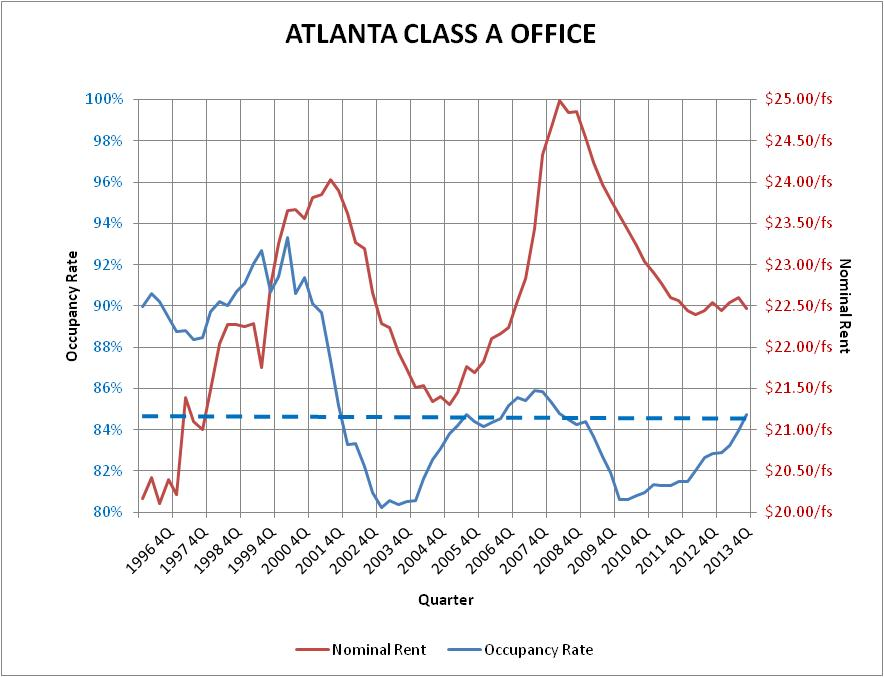 ATLANTA CLASS A OFFICE
100%
98%
96%
94%
92%
90%
88%
86%
84%
82%
80%
Occupancy Rate
$25.00/fs
$24.50/fs
$24.00/fs
$23.50/fs
$23.00/fs
$22.50/fs
$22.00/fs
$21.50/fs
$21.00/fs
$20.50/fs
$20.00/fs
Nominal Rent
1996 4Q
1997 4Q
1998 4Q
1999 4Q
2000 4Q
2001 4Q
2002 4Q
2003 4Q
2004 4Q
2005 4Q
2006 4Q
2007 4Q
2008 4Q
2009 4Q
2010 4Q
2011 4Q
2012 4Q
2013 4Q
Quarter
Nominal Rent
Occupancy Rate